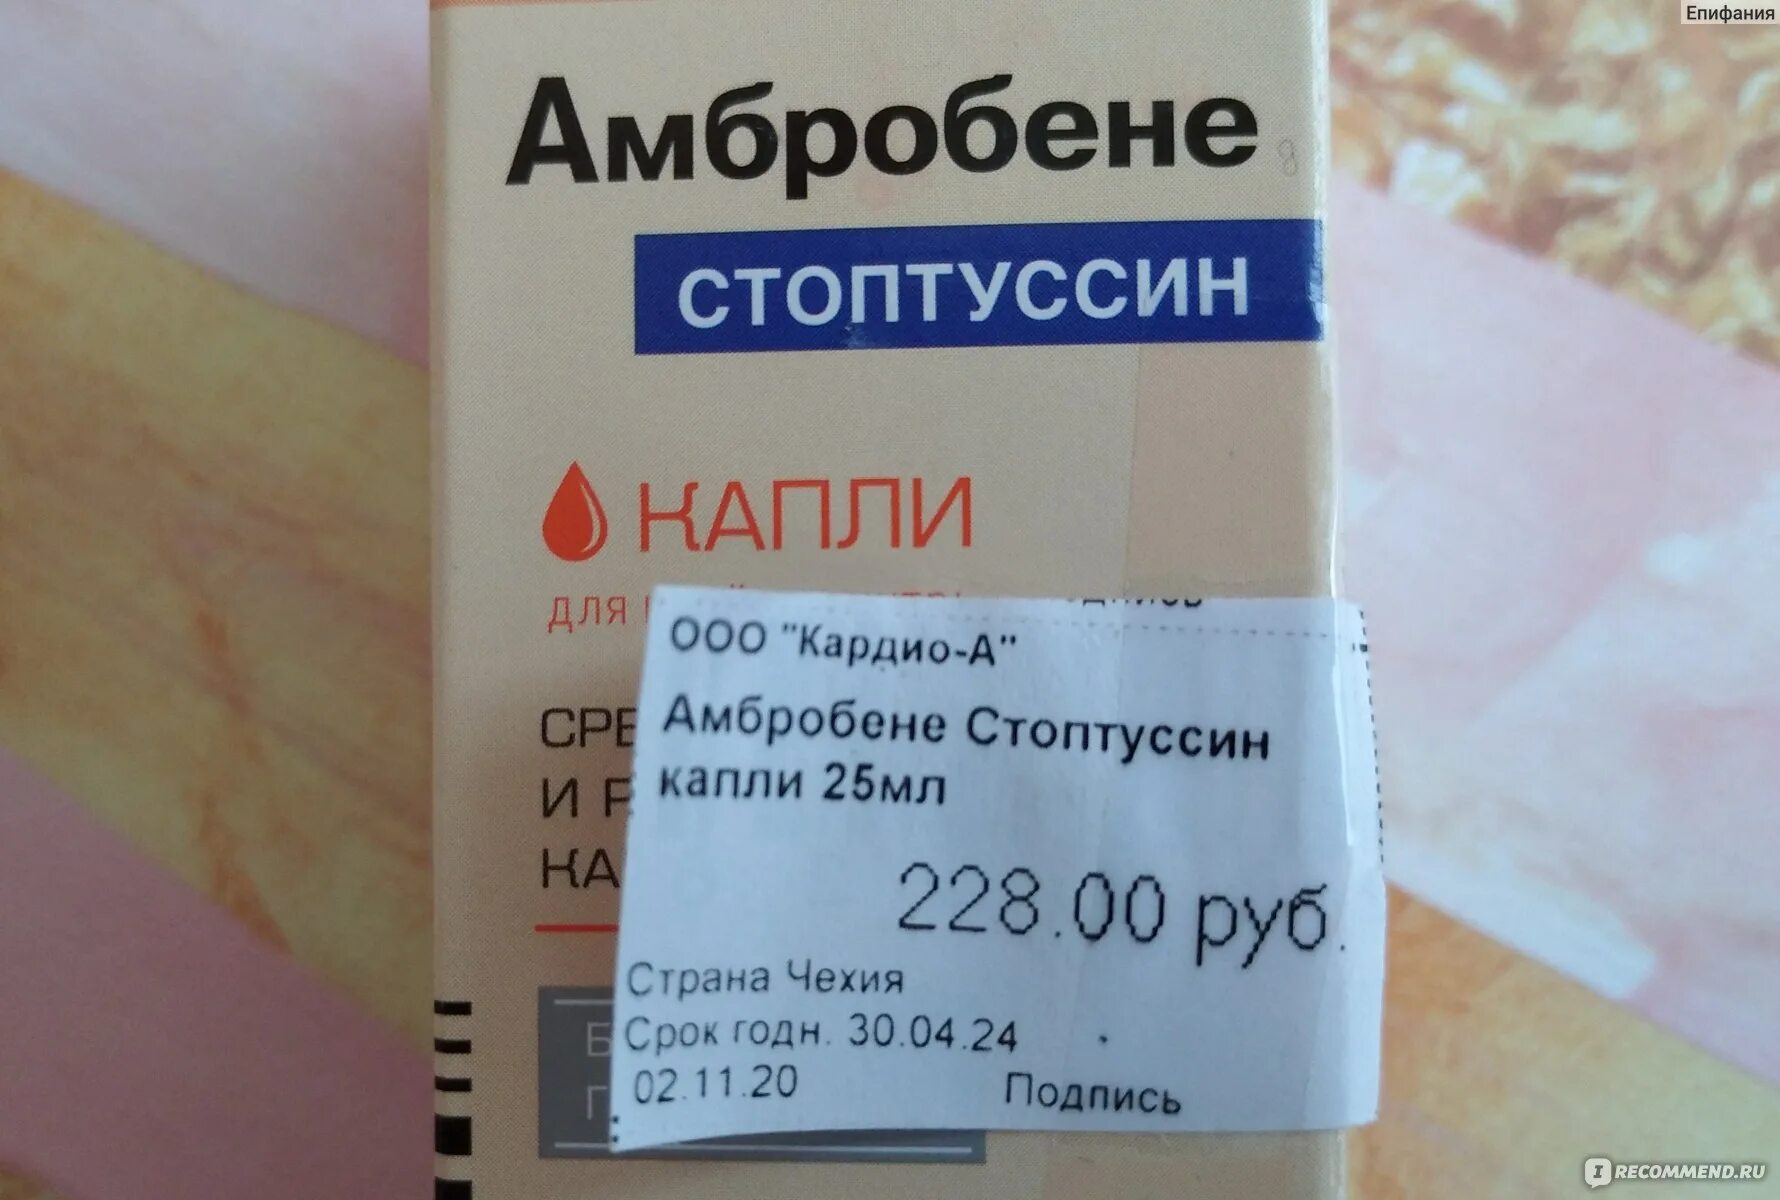 Епифания
Амбробене
СТОПТУССИН
КАПЛИ
для
ООО "Кардио-А"
Амбробене Стоптуссин
капли 25мл
228.00 руб.
Страна Чехия
Срок годн. 30.04.24
02.11.20 Подпись
I RECOMMEND.RU